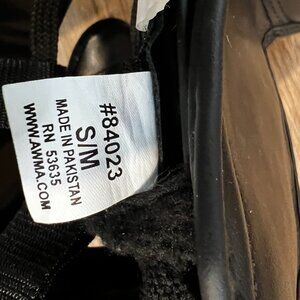 #84023
S/M
MADE IN PAKISTAN
RN 53635
WWW.AWMA.COM